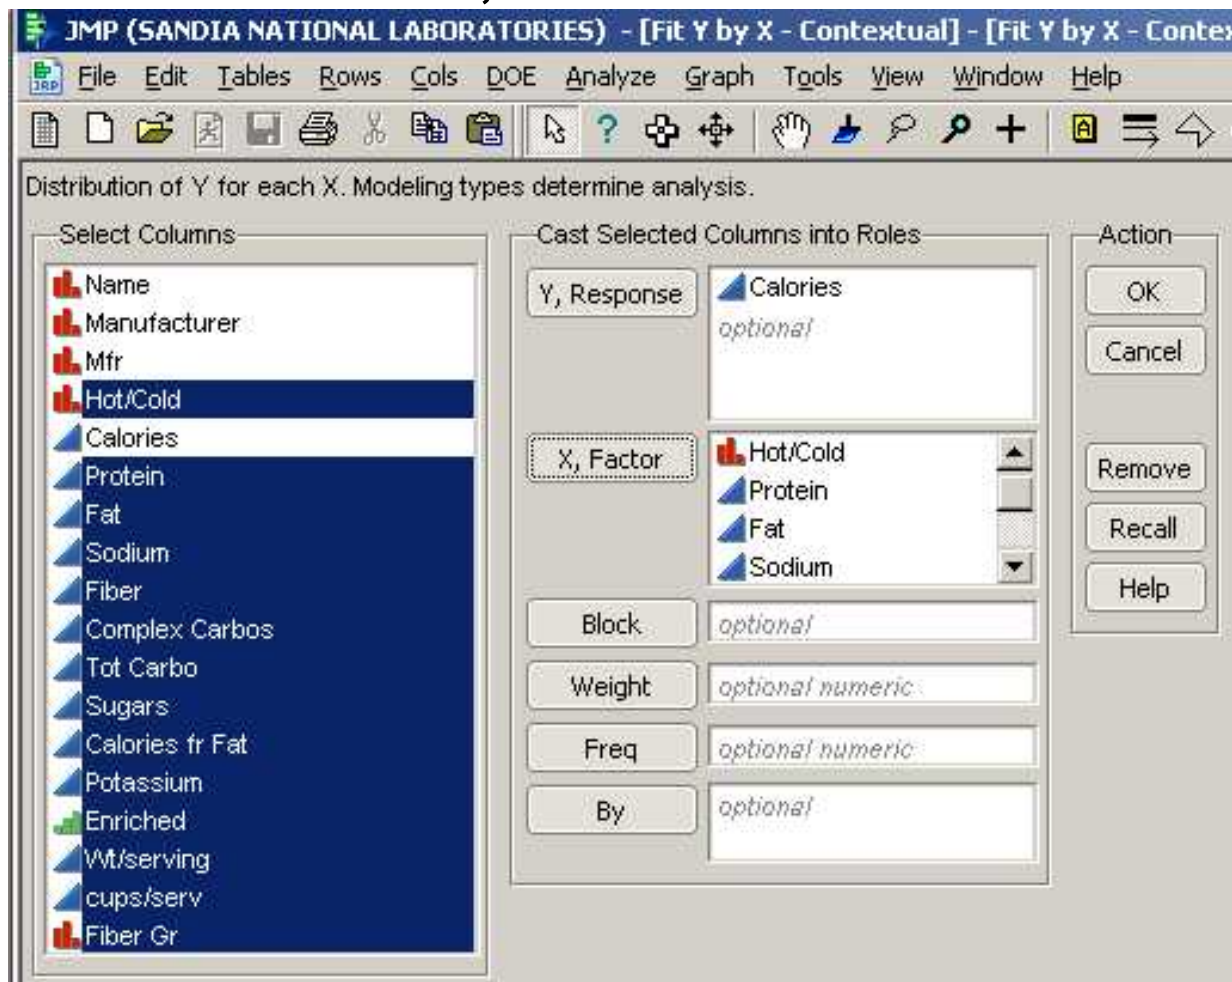 JMP (SANDIA NATIONAL LABORATORIES) - [Fit Y by X - Contextual] - [Fit Y by X - Contex
File Edit Tables Rows Cols DOE Analyze Graph Tools View Window Help
Distribution of Y for each X. Modeling types determine analysis.
Select Columns
Name
Manufacturer
Mfr
Hot/Cold
Calories
Protein
Fat
Sodium
Fiber
Complex Carbos
Tot Carbo
Sugars
Calories fr Fat
Potassium
Enriched
Wt/serving
cups/serv
Fiber Gr
Cast Selected Columns into Roles
Y, Response
Calories
optional
X, Factor
Hot/Cold
Protein
Fat
Sodium
Block
optional
Weight
optional numeric
Freq
optional numeric
By
optional
Action
OK
Cancel
Remove
Recall
Help